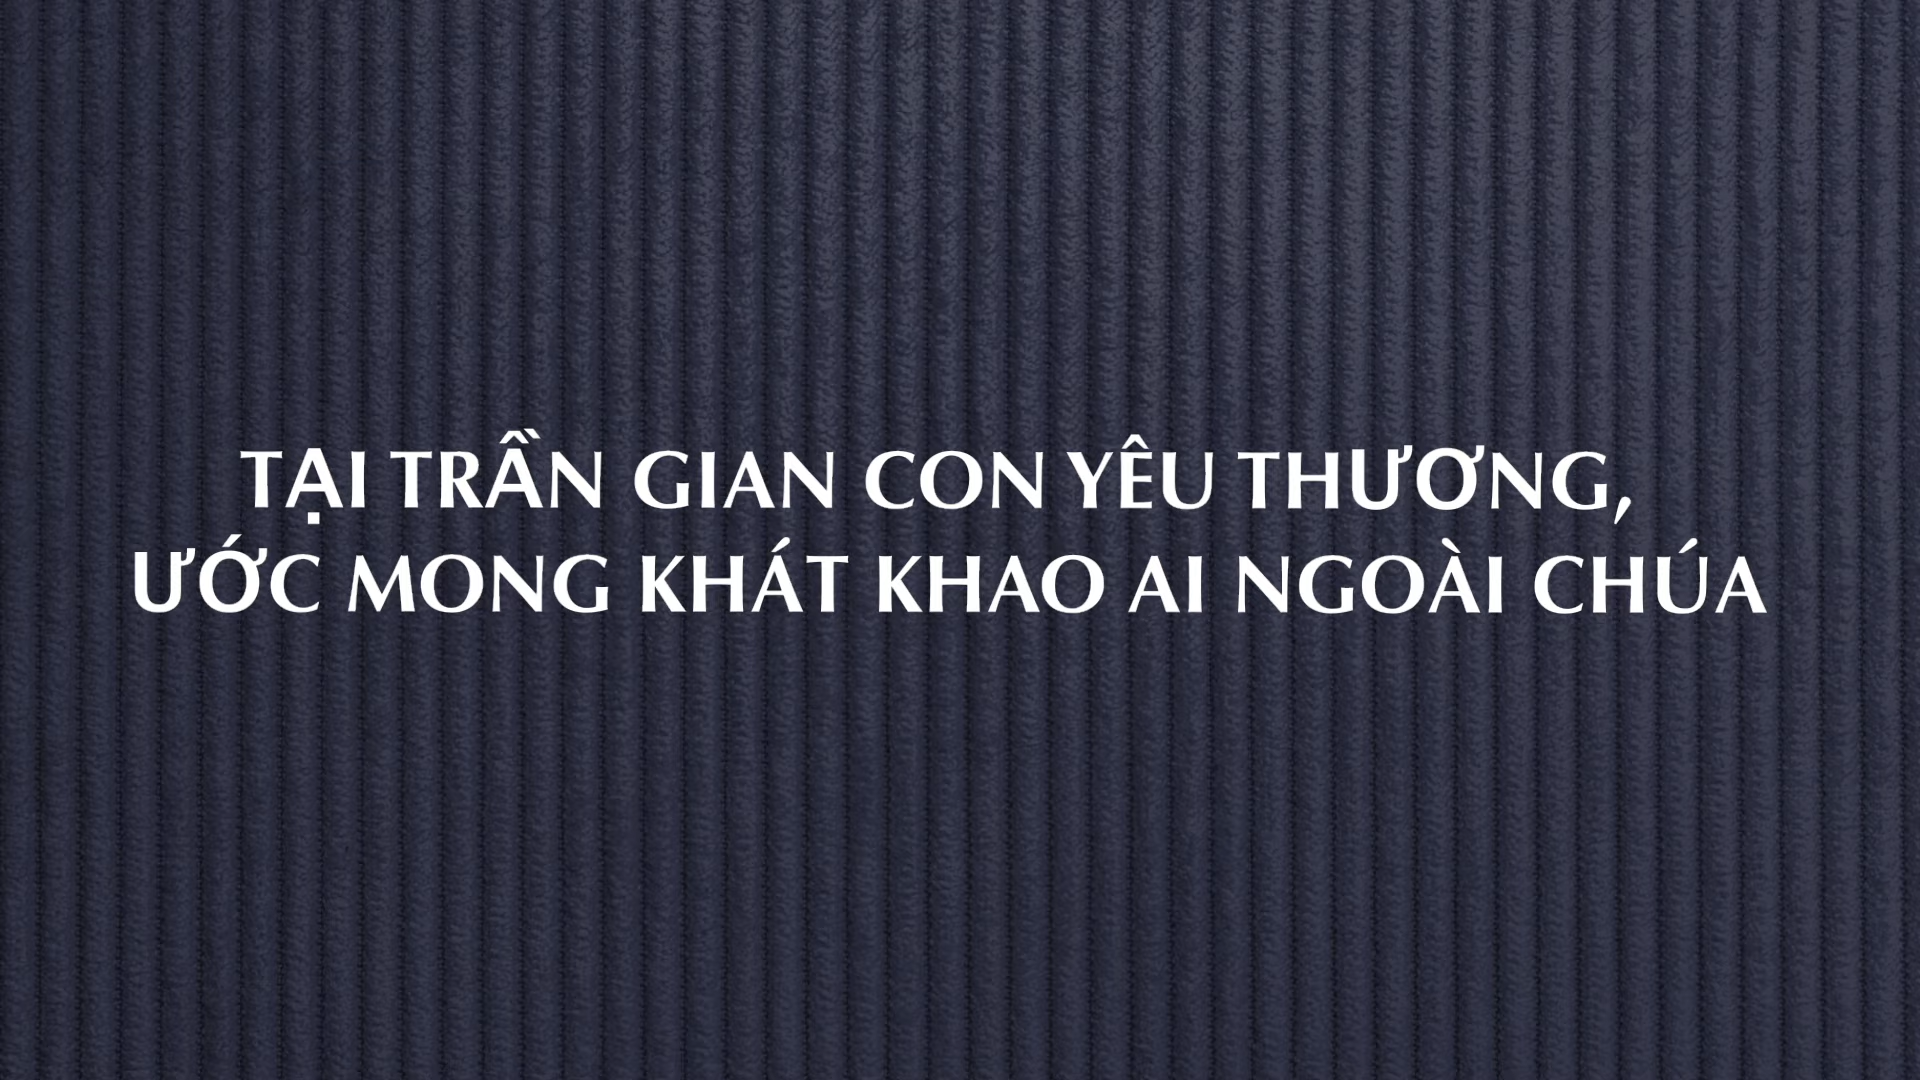 TẠI TRẦN GIAN CON YÊU THƯƠNG,
ƯỚC MONG KHÁT KHAO AI NGOÀI CHÚA